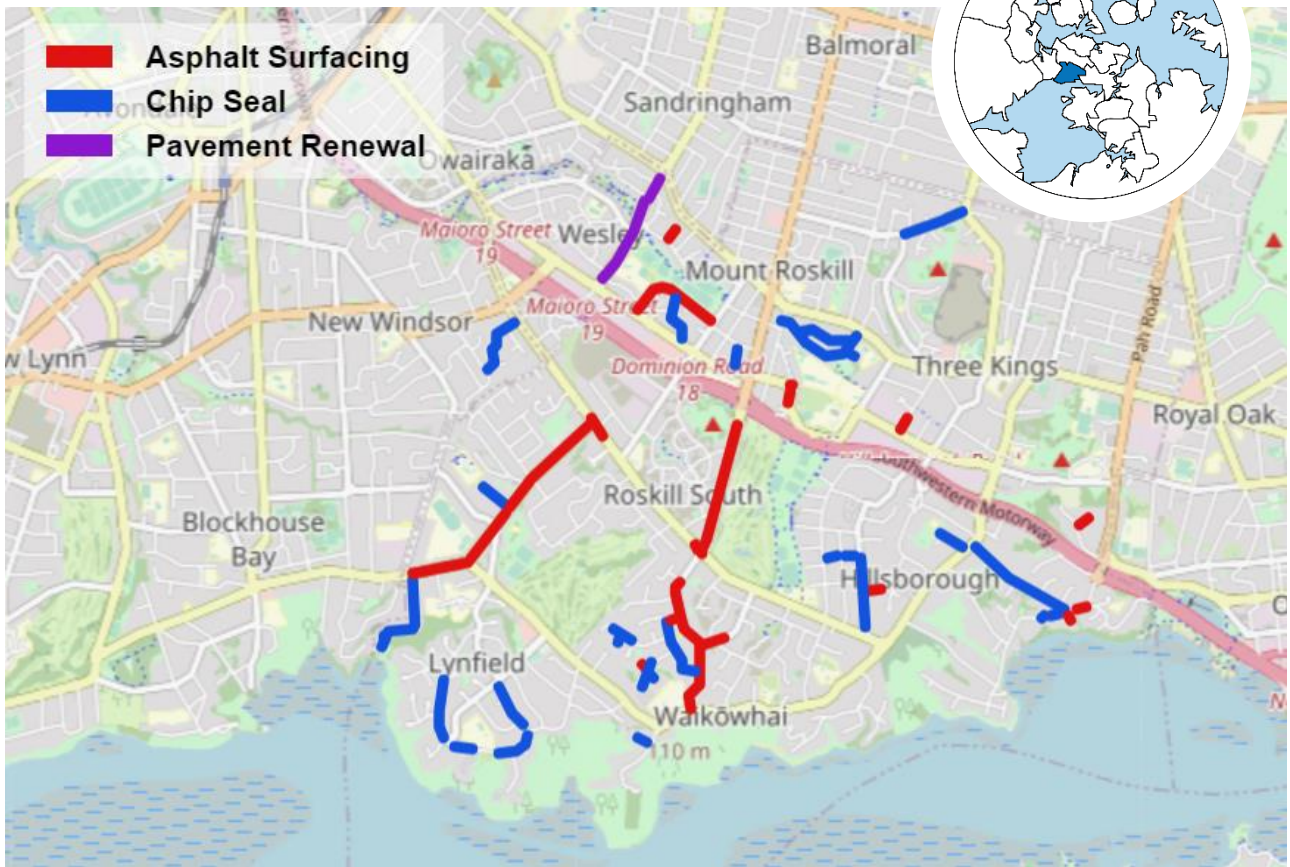 Asphalt Surfacing
Chip Seal
Pavement Renewal
Balmoral
Sandringham
Avondale
Owairaka
Maioro Street
19
Wesley
Mount Roskill
Maioro Street
19
New Windsor
w Lynn
Dominion Road
18
Three Kings
Pah Road
Royal Oak
Southwestern Motorway
Roskill South
Blockhouse
Bay
Hillsborough
O
Lynfield
Waikōwhai
110 m
N